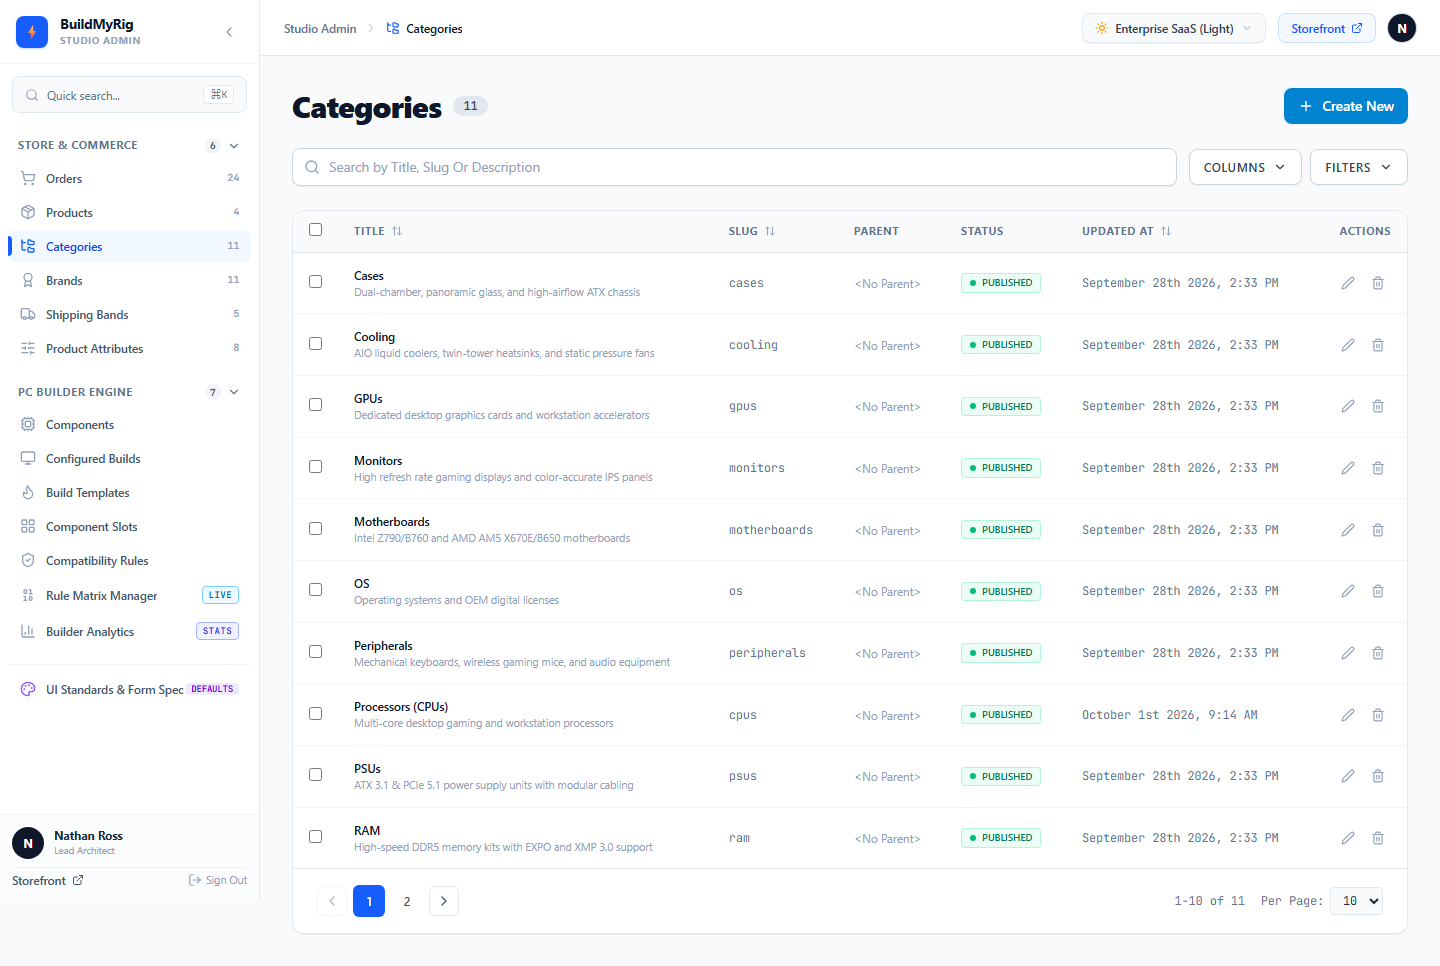 BuildMyRig
STUDIO ADMIN
Quick search...
⌘K
STORE & COMMERCE 6
Orders 24
Products 4
Categories 11
Brands 11
Shipping Bands 5
Product Attributes 8
PC BUILDER ENGINE 7
Components
Configured Builds
Build Templates
Component Slots
Compatibility Rules
Rule Matrix Manager LIVE
Builder Analytics STATS
UI Standards & Form Spec DEFAULTS
N
Nathan Ross
Lead Architect
Storefront
Sign Out
Studio Admin > Categories
Enterprise SaaS (Light)
Storefront
N
Categories 11
+ Create New
Search by Title, Slug Or Description
COLUMNS
FILTERS
TITLE SLUG PARENT STATUS UPDATED AT ACTIONS
Cases cases <No Parent> PUBLISHED September 28th 2026, 2:33 PM
Dual-chamber, panoramic glass, and high-airflow ATX chassis
Cooling cooling <No Parent> PUBLISHED September 28th 2026, 2:33 PM
AIO liquid coolers, twin-tower heatsinks, and static pressure fans
GPUs gpus <No Parent> PUBLISHED September 28th 2026, 2:33 PM
Dedicated desktop graphics cards and workstation accelerators
Monitors monitors <No Parent> PUBLISHED September 28th 2026, 2:33 PM
High refresh rate gaming displays and color-accurate IPS panels
Motherboards motherboards <No Parent> PUBLISHED September 28th 2026, 2:33 PM
Intel Z790/B760 and AMD AM5 X670E/B650 motherboards
OS os <No Parent> PUBLISHED September 28th 2026, 2:33 PM
Operating systems and OEM digital licenses
Peripherals peripherals <No Parent> PUBLISHED September 28th 2026, 2:33 PM
Mechanical keyboards, wireless gaming mice, and audio equipment
Processors (CPUs) cpus <No Parent> PUBLISHED October 1st 2026, 9:14 AM
Multi-core desktop gaming and workstation processors
PSUs psus <No Parent> PUBLISHED September 28th 2026, 2:33 PM
ATX 3.1 & PCIe 5.1 power supply units with modular cabling
RAM ram <No Parent> PUBLISHED September 28th 2026, 2:33 PM
High-speed DDR5 memory kits with EXPO and XMP 3.0 support
1 2
1-10 of 11 Per Page: 10